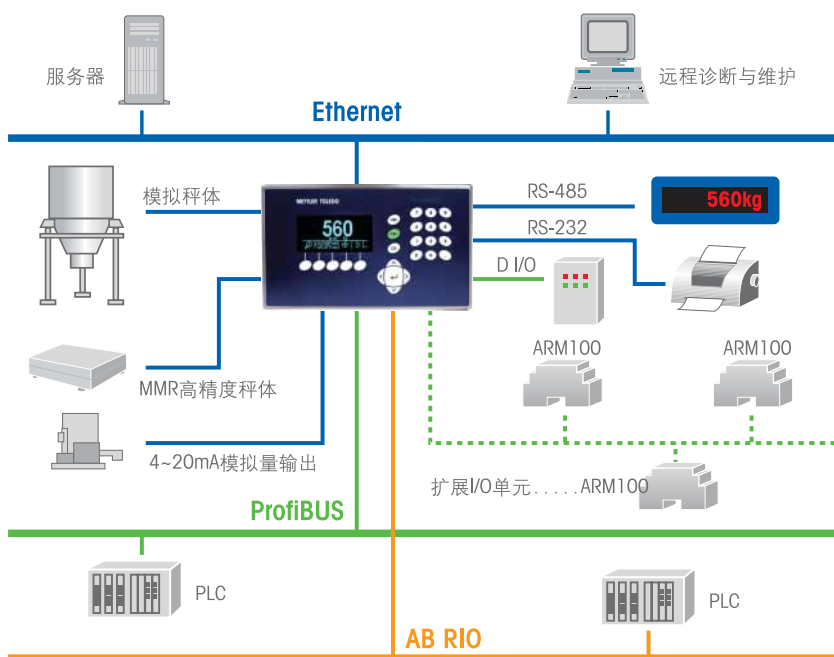 服务器
远程诊断与维护
Ethernet
模拟秤体
METTLER TOLEDO
560
RS-485
560kg
RS-232
D I/O
ARM100
ARM100
MMR高精度秤体
4~20mA模拟量输出
扩展I/O单元.....ARM100
ProfiBUS
PLC
PLC
AB RIO